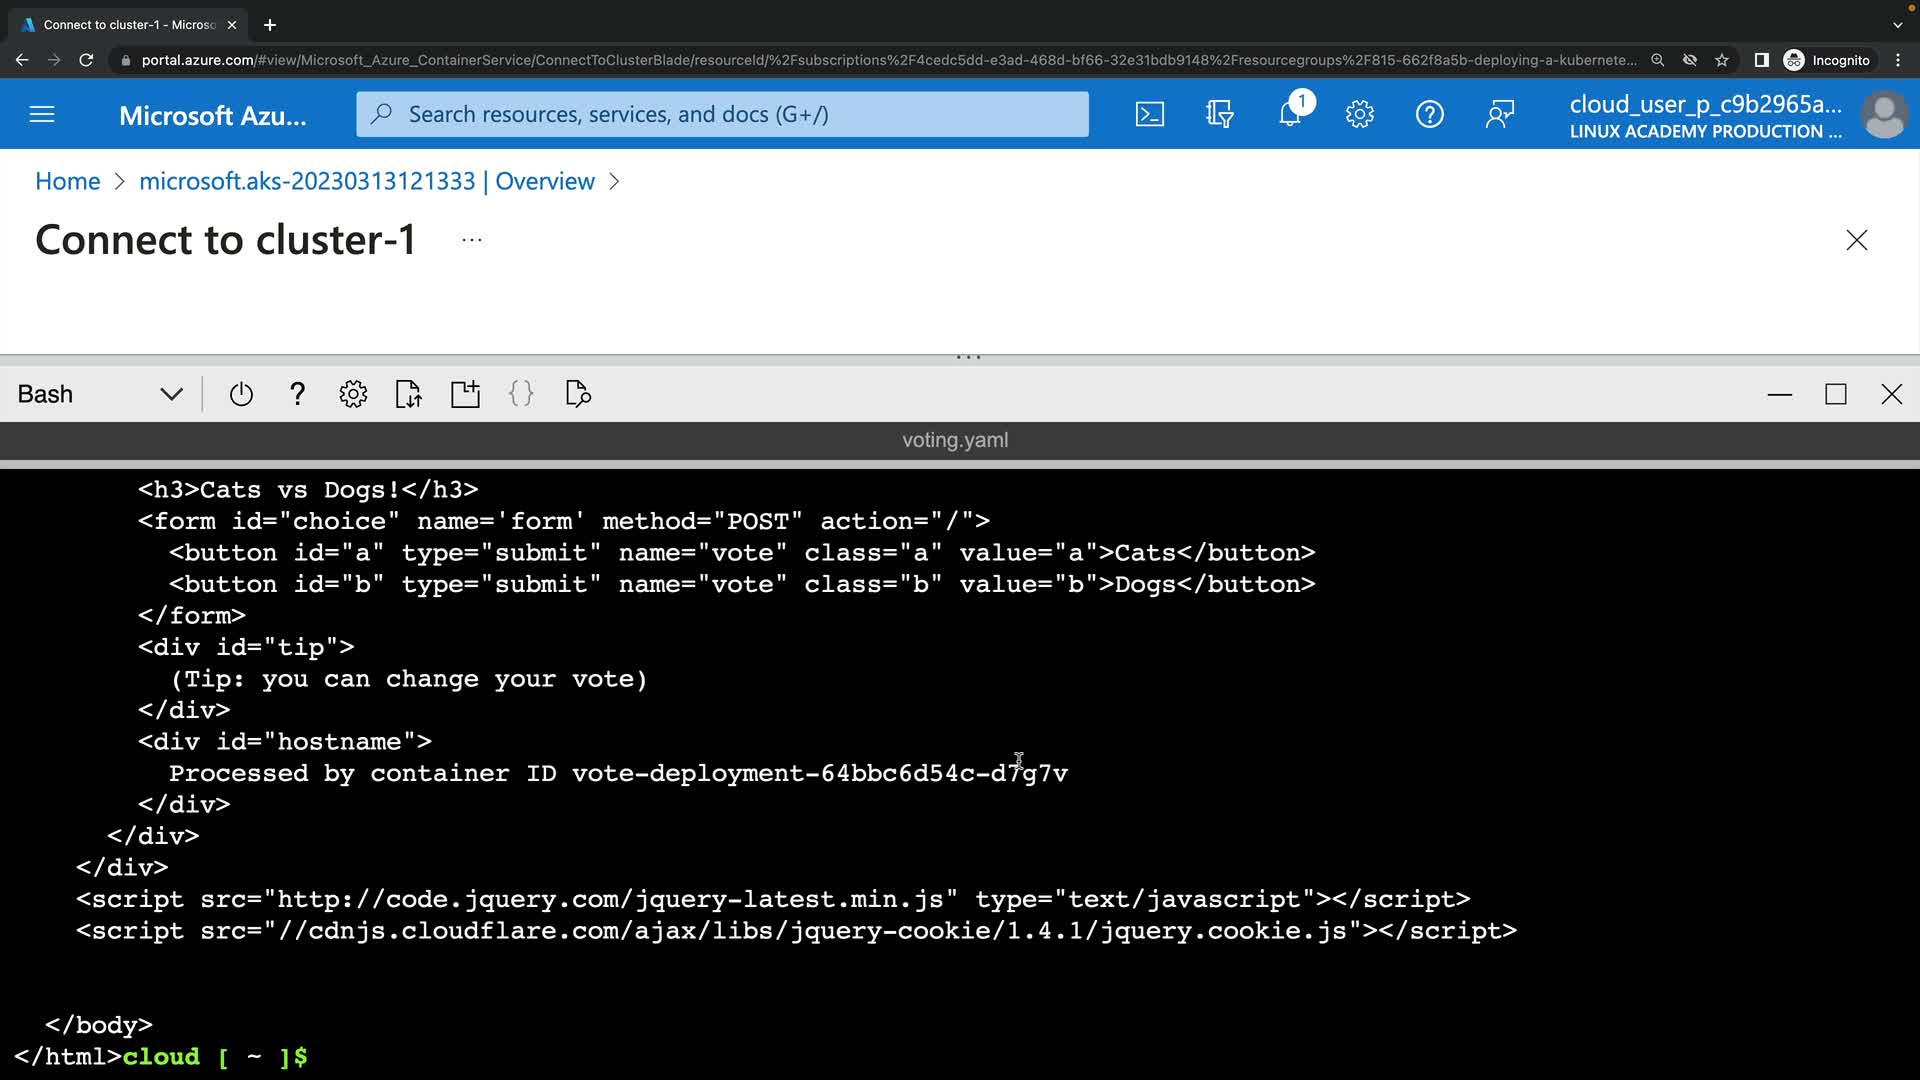 Connect to cluster-1 - Microso
portal.azure.com/#view/Microsoft_Azure_ContainerService/ConnectToClusterBlade/resourceId/%2Fsubscriptions%2F4cedc5dd-e3ad-468d-bf66-32e31bdb9148%2Fresourcegroups%2F815-662f8a5b-deploying-a-kubernete...
Incognito
Microsoft Azu...
Search resources, services, and docs (G+/)
1
cloud_user_p_c9b2965a...
LINUX ACADEMY PRODUCTION ...
Home > microsoft.aks-20230313121333 | Overview >
Connect to cluster-1 ...
Bash
voting.yaml
<h3>Cats vs Dogs!</h3>
<form id="choice" name='form' method="POST" action="/">
<button id="a" type="submit" name="vote" class="a" value="a">Cats</button>
<button id="b" type="submit" name="vote" class="b" value="b">Dogs</button>
</form>
<div id="tip">
(Tip: you can change your vote)
</div>
<div id="hostname">
Processed by container ID vote-deployment-64bbc6d54c-d7g7v
</div>
</div>
</div>
<script src="http://code.jquery.com/jquery-latest.min.js" type="text/javascript"></script>
<script src="//cdnjs.cloudflare.com/ajax/libs/jquery-cookie/1.4.1/jquery.cookie.js"></script>
</body>
</html>cloud [ ~ ]$